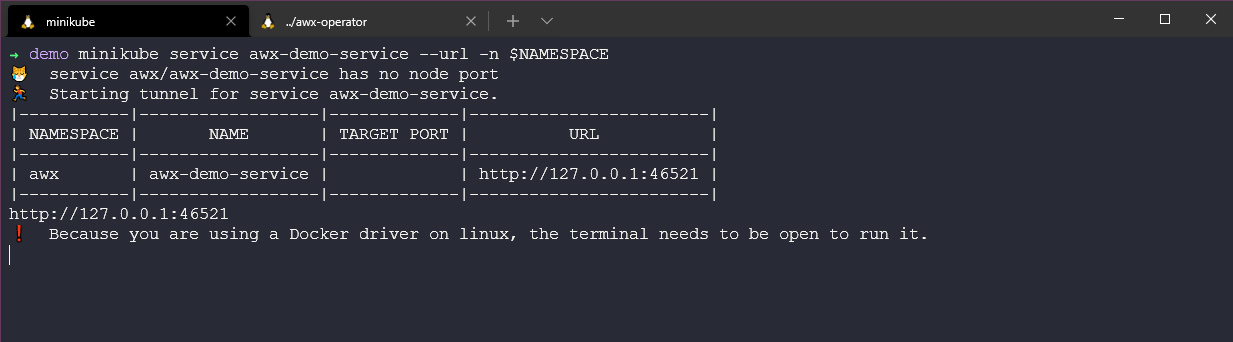 minikube
../awx-operator
→ demo minikube service awx-demo-service --url -n $NAMESPACE
😿 service awx/awx-demo-service has no node port
🏃 Starting tunnel for service awx-demo-service.
|-----------|------------------|-------------|------------------------|
| NAMESPACE |       NAME       | TARGET PORT |          URL           |
|-----------|------------------|-------------|------------------------|
| awx       | awx-demo-service |             | http://127.0.0.1:46521 |
|-----------|------------------|-------------|------------------------|
http://127.0.0.1:46521
❗ Because you are using a Docker driver on linux, the terminal needs to be open to run it.